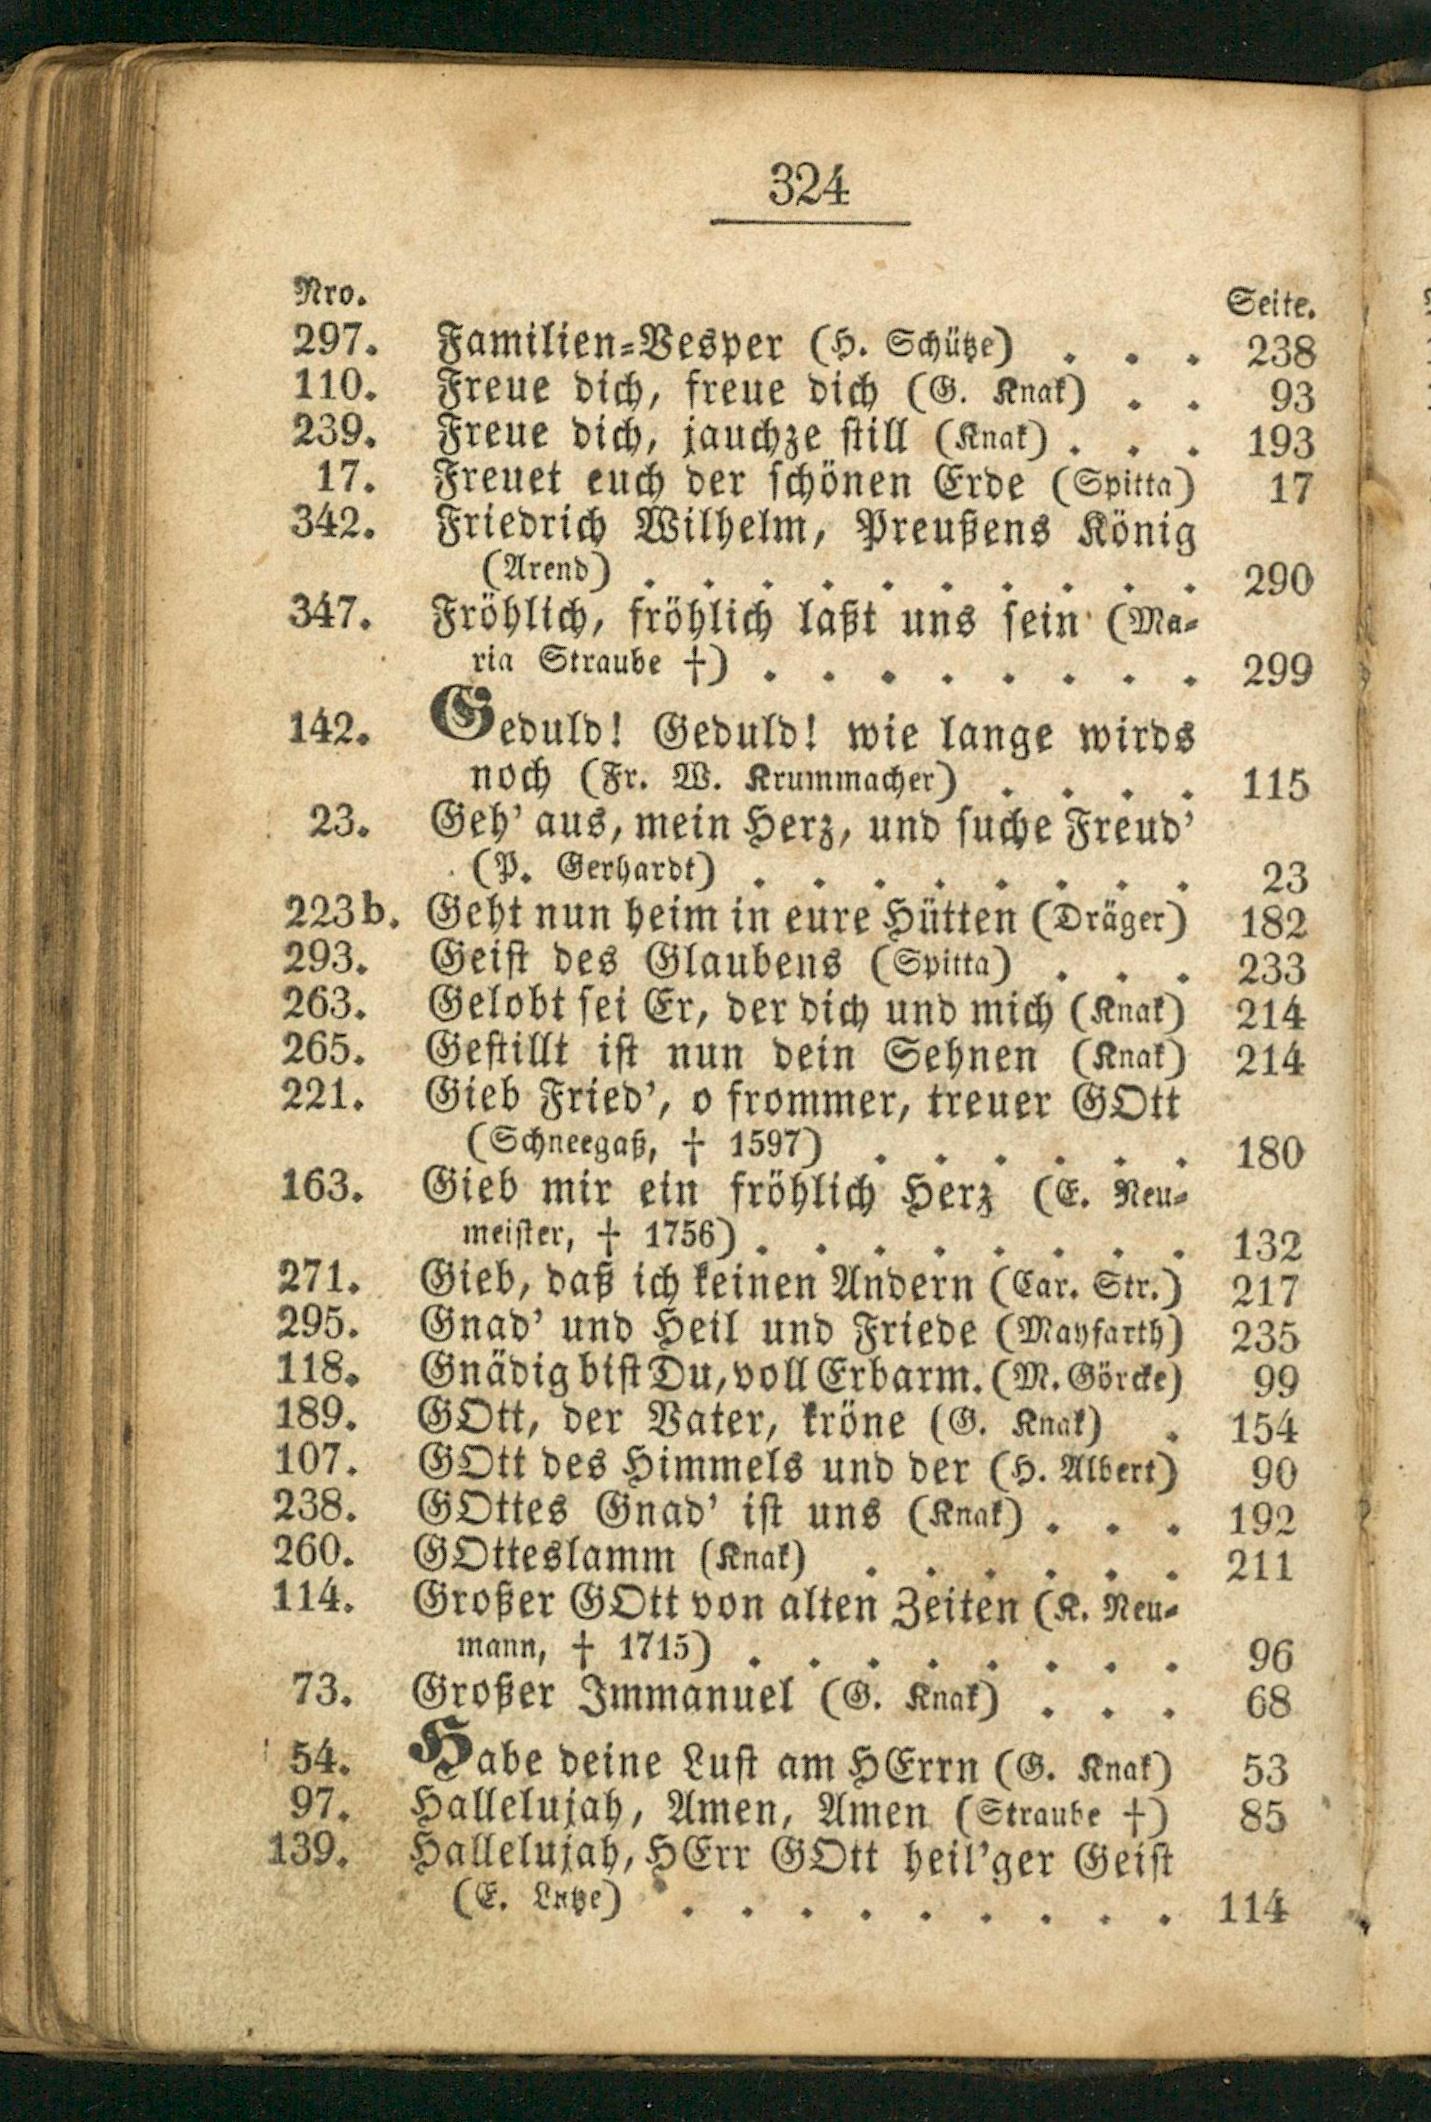 324
Nro. Seite.
297. Familien=Vesper (H. Schütze) . . . 238
110. Freue dich, freue dich (G. Knak) . . 93
239. Freue dich, jauchze still (Knak) . . . 193
17. Freuet euch der schönen Erde (Spitta) 17
342. Friedrich Wilhelm, Preußens König
(Arend) . . . . . . . . . . 290
347. Fröhlich, fröhlich laßt uns sein (Ma=
ria Straube †) . . . . . . . . 299
142. Geduld! Geduld! wie lange wirds
noch (Fr. W. Krummacher) . . . . 115
23. Geh' aus, mein Herz, und suche Freud'
(P. Gerhardt) . . . . . . . . 23
223b. Geht nun heim in eure Hütten (Dräger) 182
293. Geist des Glaubens (Spitta) . . . 233
263. Gelobt sei Er, der dich und mich (Knak) 214
265. Gestillt ist nun dein Sehnen (Knak) 214
221. Gieb Fried', o frommer, treuer GOtt
(Schneegaß, † 1597) . . . . . . 180
163. Gieb mir ein fröhlich Herz (E. Neu=
meister, † 1756) . . . . . . . . 132
271. Gieb, daß ich keinen Andern (Car. Str.) 217
295. Gnad' und Heil und Friede (Mayfarth) 235
118. Gnädig bist Du, voll Erbarm. (M. Görcke) 99
189. GOtt, der Vater, kröne (G. Knak) . 154
107. GOtt des Himmels und der (H. Albert) 90
238. GOttes Gnad' ist uns (Knak) . . . 192
260. GOtteslamm (Knak) . . . . . . 211
114. Großer GOtt von alten Zeiten (K. Neu=
mann, † 1715) . . . . . . . . 96
73. Großer Immanuel (G. Knak) . . . 68
54. Habe deine Lust am HErrn (G. Knak) 53
97. Hallelujah, Amen, Amen (Straube †) 85
139. Hallelujah, HErr GOtt heil'ger Geist
(E. Lutze) . . . . . . . . . 114